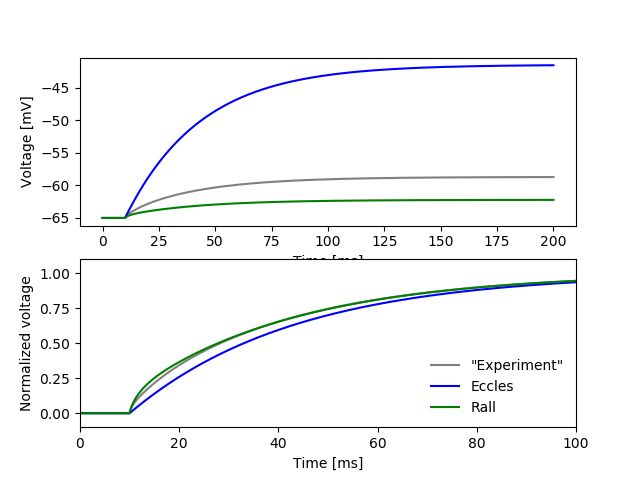 Voltage [mV]
−45
−50
−55
−60
−65
0 25 50 75 100 125 150 175 200
Time [ms]
Normalized voltage
1.00
0.75
0.50
0.25
0.00
"Experiment"
Eccles
Rall
0 20 40 60 80 100
Time [ms]